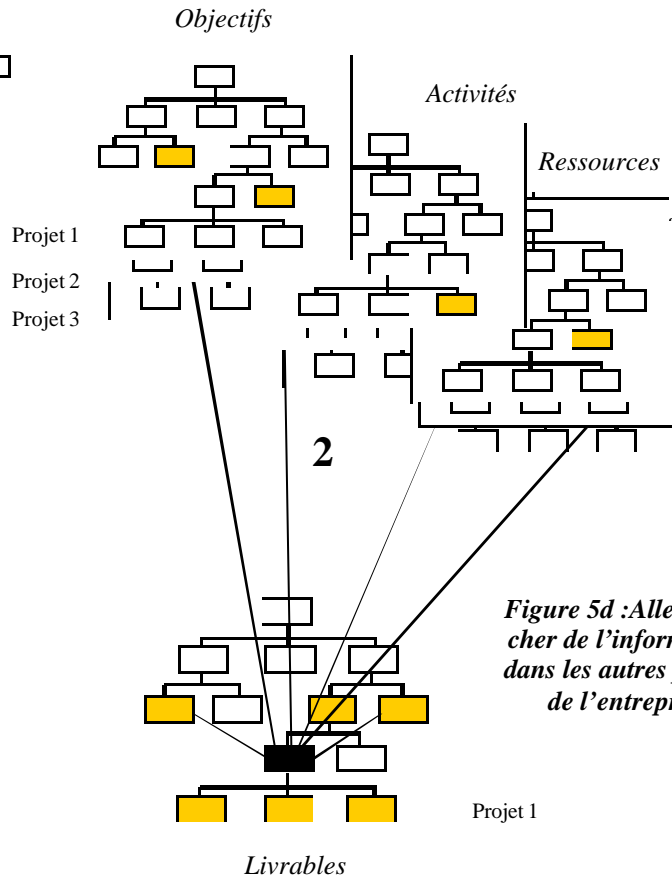 Objectifs
Activités
Ressources
Projet 1
Projet 2
Projet 3
2
Figure 5d :Alle
cher de l’infor
dans les autres
de l’entrepr
Projet 1
Livrables